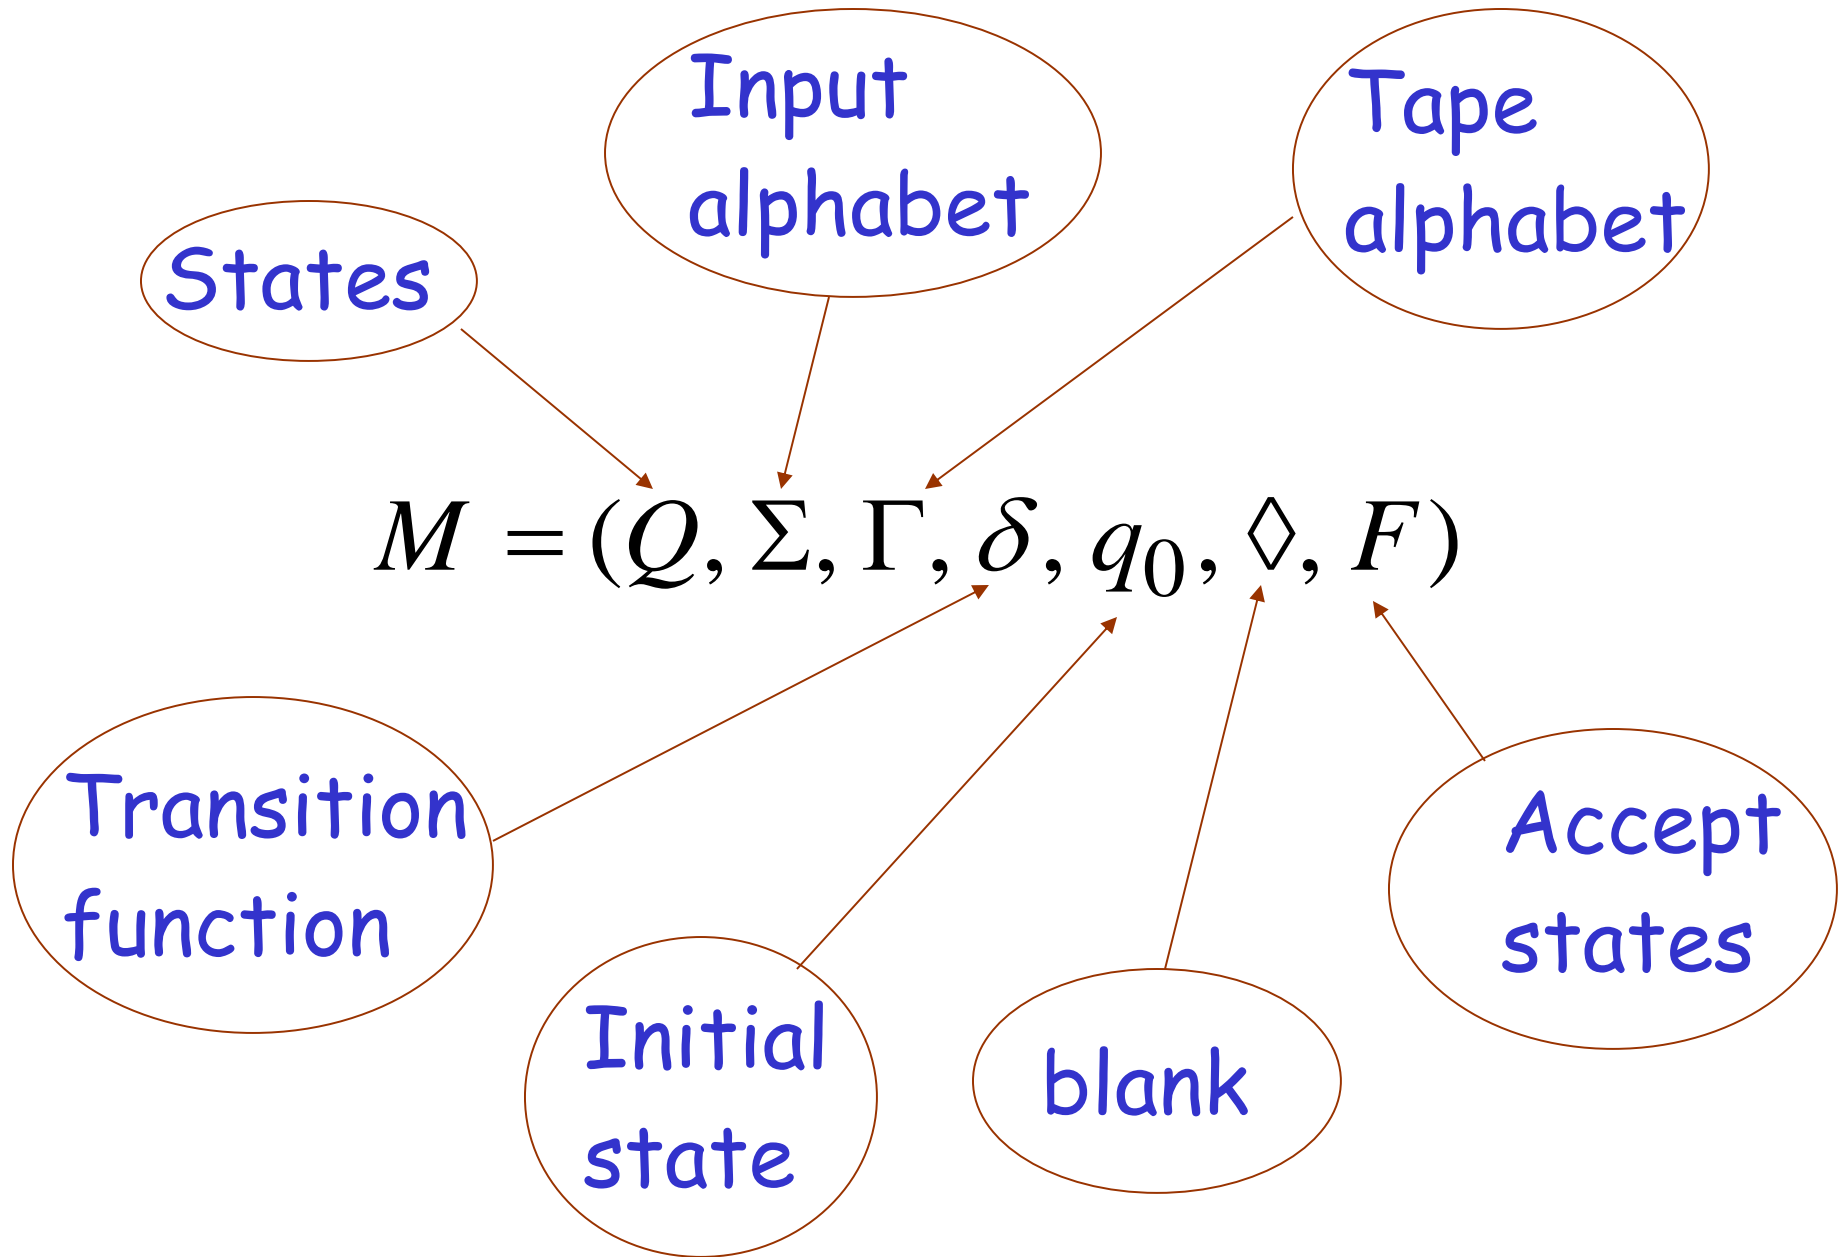 Input
alphabet
Tape
alphabet
States
M = (Q, Σ, Γ, δ, q₀, ◊, F)
Transition
function
Accept
states
Initial
state
blank